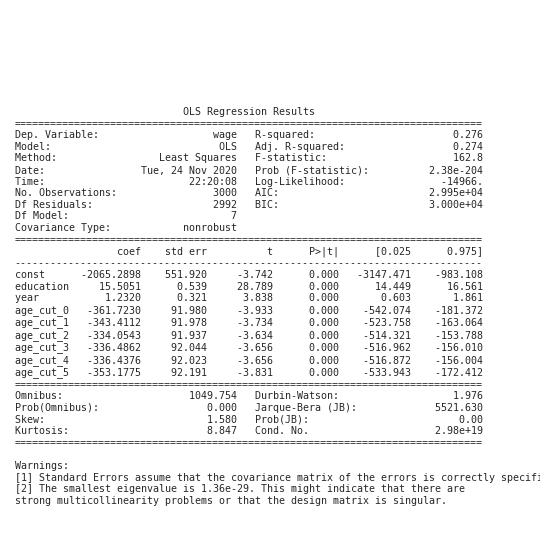 OLS Regression Results
==============================================================================
Dep. Variable:                   wage   R-squared:                       0.276
Model:                            OLS   Adj. R-squared:                  0.274
Method:                 Least Squares   F-statistic:                     162.8
Date:                Tue, 24 Nov 2020   Prob (F-statistic):          2.38e-204
Time:                        22:20:08   Log-Likelihood:                -14966.
No. Observations:                3000   AIC:                         2.995e+04
Df Residuals:                    2992   BIC:                         3.000e+04
Df Model:                           7
Covariance Type:            nonrobust
==============================================================================
                 coef    std err          t      P>|t|      [0.025      0.975]
------------------------------------------------------------------------------
const      -2065.2898    551.920     -3.742      0.000   -3147.471    -983.108
education     15.5051      0.539     28.789      0.000      14.449      16.561
year           1.2320      0.321      3.838      0.000       0.603       1.861
age_cut_0   -361.7230     91.980     -3.933      0.000    -542.074    -181.372
age_cut_1   -343.4112     91.978     -3.734      0.000    -523.758    -163.064
age_cut_2   -334.0543     91.937     -3.634      0.000    -514.321    -153.788
age_cut_3   -336.4862     92.044     -3.656      0.000    -516.962    -156.010
age_cut_4   -336.4376     92.023     -3.656      0.000    -516.872    -156.004
age_cut_5   -353.1775     92.191     -3.831      0.000    -533.943    -172.412
==============================================================================
Omnibus:                     1049.754   Durbin-Watson:                   1.976
Prob(Omnibus):                  0.000   Jarque-Bera (JB):             5521.630
Skew:                           1.580   Prob(JB):                         0.00
Kurtosis:                       8.847   Cond. No.                     2.98e+19
==============================================================================
Warnings:
[1] Standard Errors assume that the covariance matrix of the errors is correctly specifi
[2] The smallest eigenvalue is 1.36e-29. This might indicate that there are
strong multicollinearity problems or that the design matrix is singular.